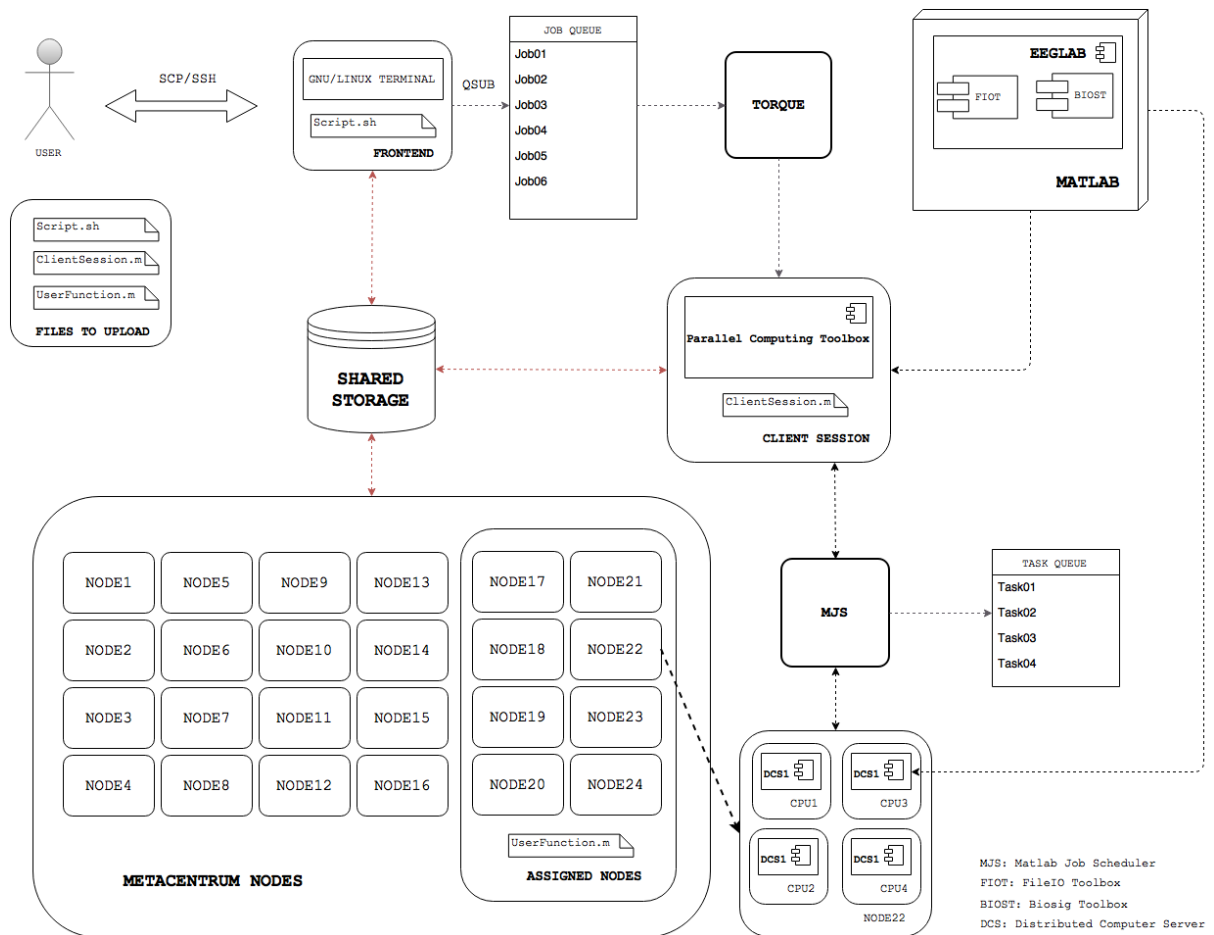 USER
SCP/SSH
GNU/LINUX TERMINAL
Script.sh
FRONTEND
QSUB
JOB QUEUE
Job01
Job02
Job03
Job04
Job05
Job06
TORQUE
EEGLAB
FIOT
BIOST
MATLAB
Script.sh
ClientSession.m
UserFunction.m
FILES TO UPLOAD
SHARED
STORAGE
Parallel Computing Toolbox
ClientSession.m
CLIENT SESSION
NODE1
NODE5
NODE9
NODE13
NODE17
NODE21
NODE2
NODE6
NODE10
NODE14
NODE18
NODE22
NODE3
NODE7
NODE11
NODE15
NODE19
NODE23
NODE4
NODE8
NODE12
NODE16
NODE20
NODE24
UserFunction.m
METACENTRUM NODES
ASSIGNED NODES
MJS
TASK QUEUE
Task01
Task02
Task03
Task04
DCS1
CPU1
DCS1
CPU3
DCS1
CPU2
DCS1
CPU4
NODE22
MJS: Matlab Job Scheduler
FIOT: FileIO Toolbox
BIOST: Biosig Toolbox
DCS: Distributed Computer Server